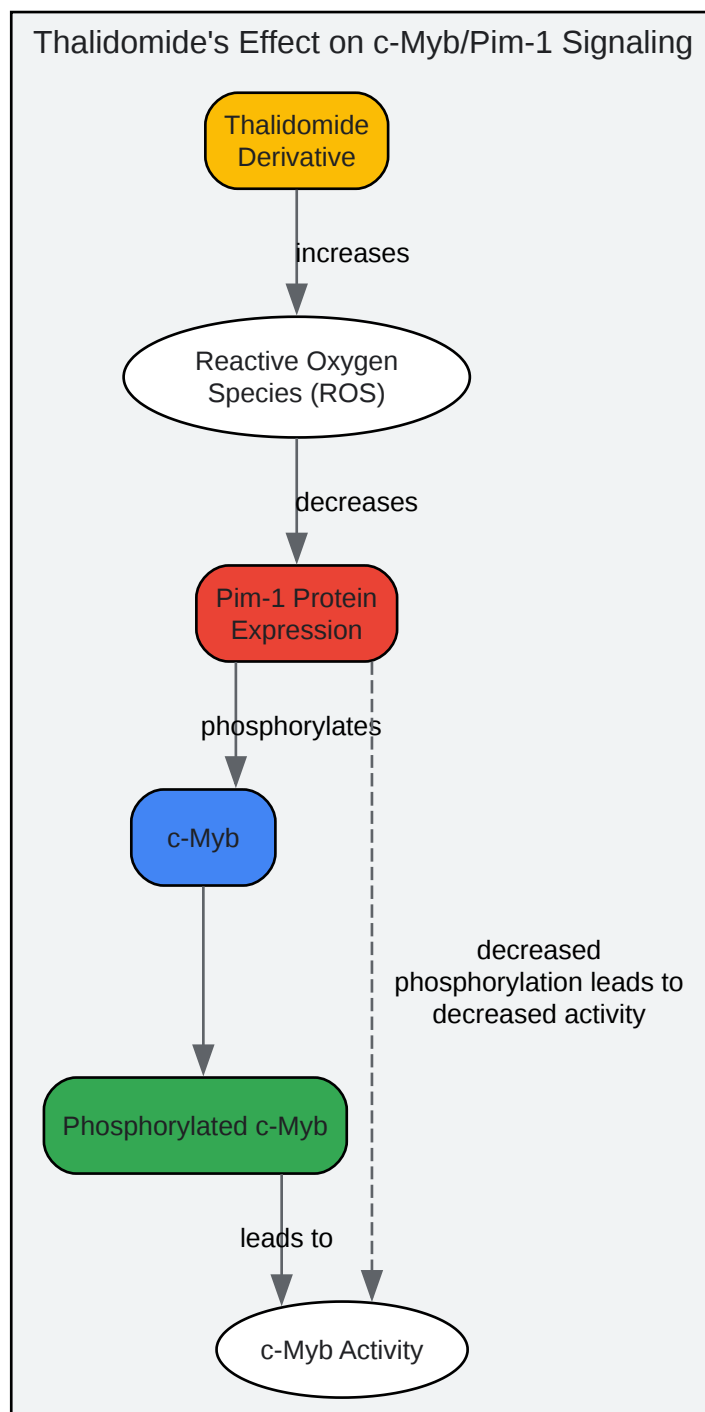 Thalidomide's Effect on c-Myb/Pim-1 Signaling
Thalidomide
Derivative
increases
Reactive Oxygen
Species (ROS)
decreases
Pim-1 Protein
Expression
phosphorylates
c-Myb
decreased
phosphorylation leads to
decreased activity
Phosphorylated c-Myb
leads to
c-Myb Activity